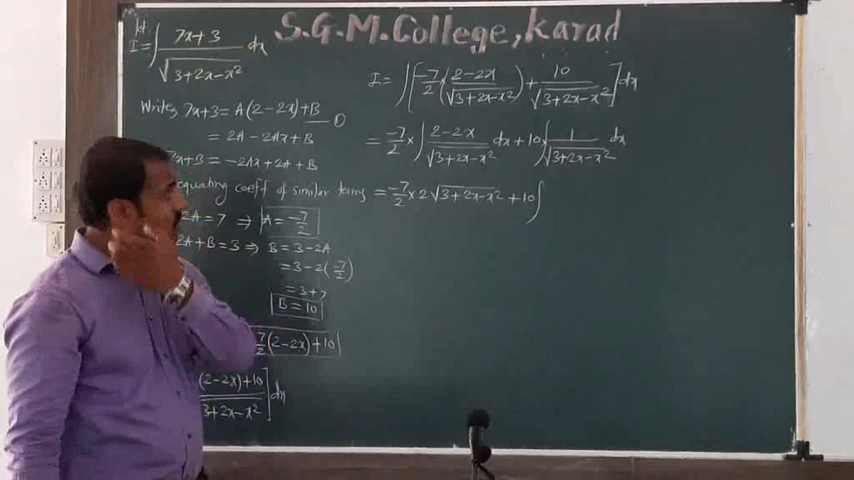 S.G.M.College,Karad
Let.
I=∫ 7x+3 / √3+2x-x² dx
Write, 7x+3= A(2-2x)+B ①
= 2A-2Ax+B
7x+B = -2Ax+2A+B
equating coeff of similar terms
2A=7 ⇒ A=-7/2
2A+B=3 ⇒ B=3-2A
=3-2(-7/2)
=3+7
B=10
7/2(2-2x)+10
(2-2x)+10 / 3+2x-x² ] dx
I=∫[-7/2×(2-2x / √3+2x-x²)+10 / √3+2x-x²]dx
= -7/2 ×∫ 2-2x / √3+2x-x² dx+10∫ 1 / √3+2x-x² dx
= -7/2×2√3+2x-x² +10∫